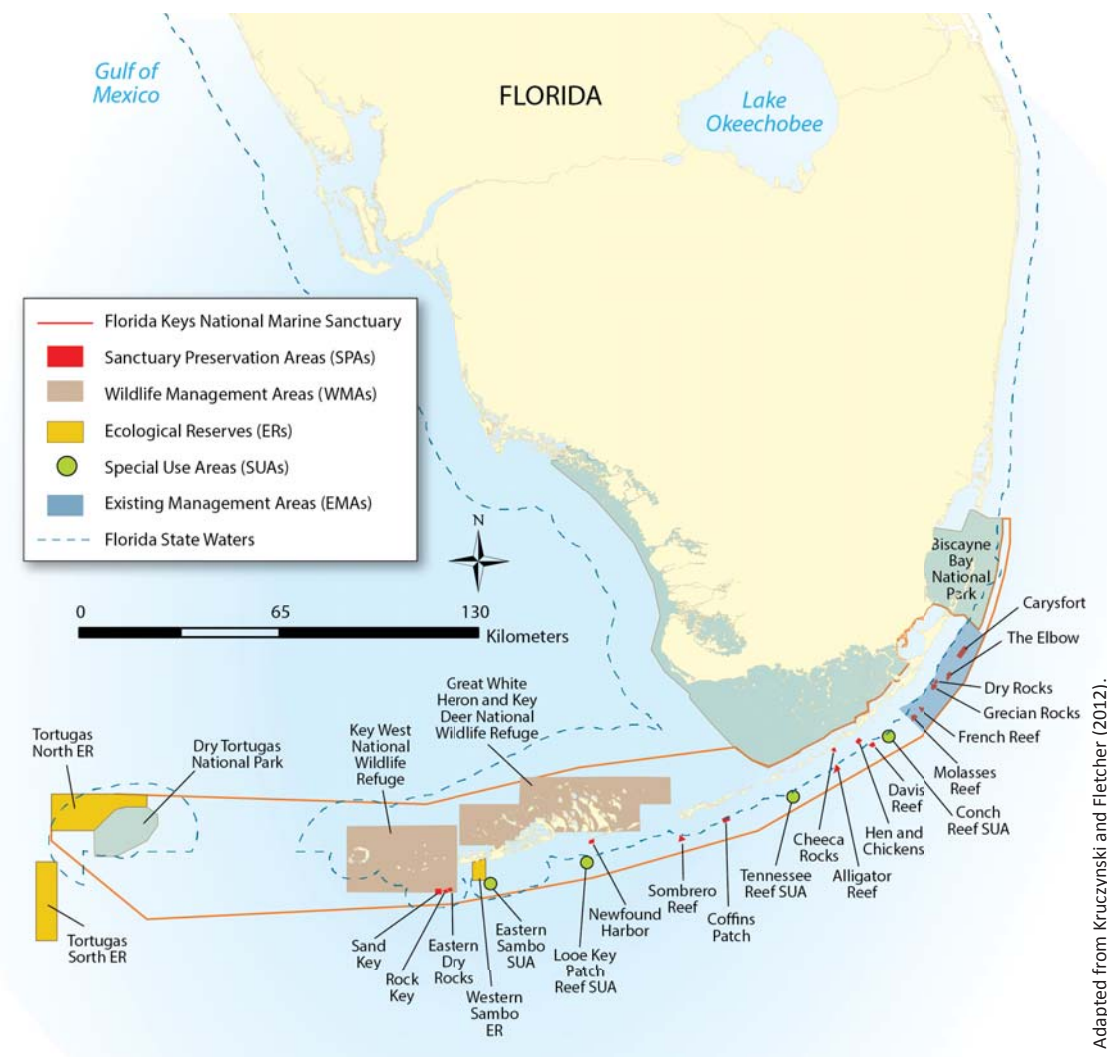 Gulf of
Mexico
FLORIDA
Lake
Okeechobee
Florida Keys National Marine Sanctuary
Sanctuary Preservation Areas (SPAs)
Wildlife Management Areas (WMAs)
Ecological Reserves (ERs)
Special Use Areas (SUAs)
Existing Management Areas (EMAs)
Florida State Waters
N
0
65
130
Kilometers
Biscayne
Bay
National
Park
Carysfort
The Elbow
Dry Rocks
Grecian Rocks
French Reef
Molasses
Reef
Conch
Reef SUA
Davis
Reef
Hen and
Chickens
Alligator
Reef
Cheeca
Rocks
Tennessee
Reef SUA
Coffins
Patch
Sombrero
Reef
Newfound
Harbor
Looe Key
Patch
Reef SUA
Eastern
Sambo
SUA
Western
Sambo
ER
Eastern
Dry
Rocks
Rock
Key
Sand
Key
Great White
Heron and Key
Deer National
Wildlife Refuge
Key West
National
Wildlife
Refuge
Dry Tortugas
National Park
Tortugas
North ER
Tortugas
Sorth ER
Adapted from Kruczynski and Fletcher (2012).